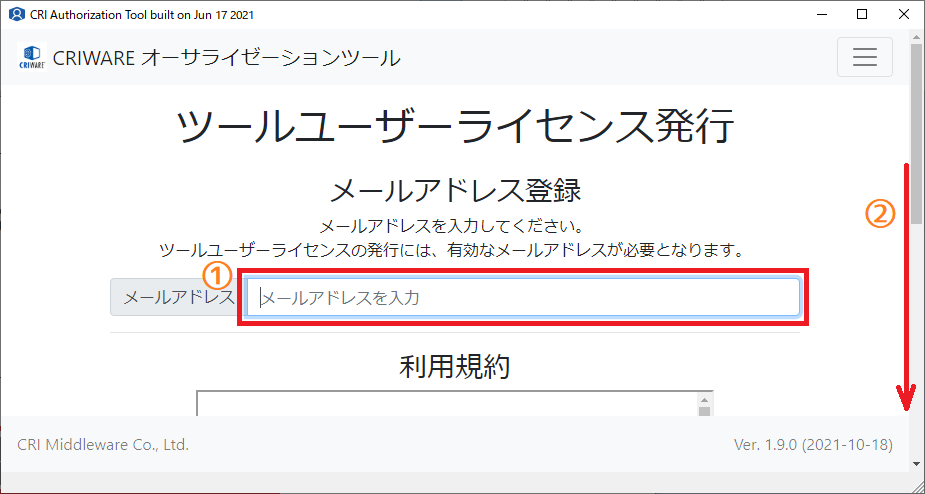 CRI Authorization Tool built on Jun 17 2021
CRIWARE
CRIWARE オーサライゼーションツール
ツールユーザーライセンス発行
メールアドレス登録
メールアドレスを入力してください。
ツールユーザーライセンスの発行には、有効なメールアドレスが必要となります。
①
②
メールアドレス
メールアドレスを入力
利用規約
CRI Middleware Co., Ltd.
Ver. 1.9.0 (2021-10-18)